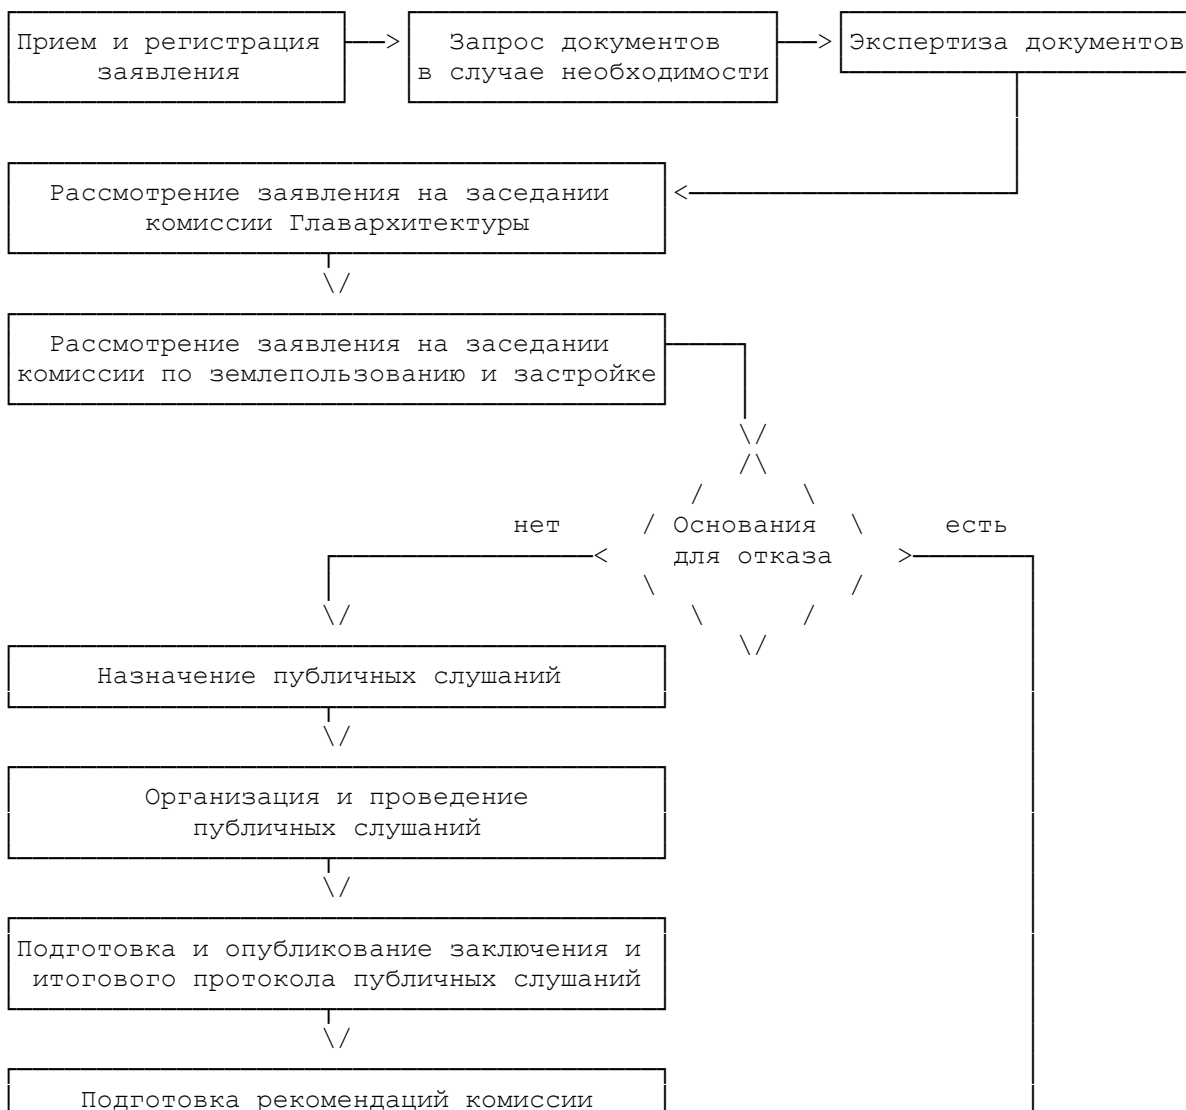 Прием и регистрация
заявления
Запрос документов
в случае необходимости
Экспертиза документов
Рассмотрение заявления на заседании
комиссии Главархитектуры
Рассмотрение заявления на заседании
комиссии по землепользованию и застройке
Основания
для отказа
нет
есть
Назначение публичных слушаний
Организация и проведение
публичных слушаний
Подготовка и опубликование заключения и
итогового протокола публичных слушаний
Подготовка рекомендаций комиссии